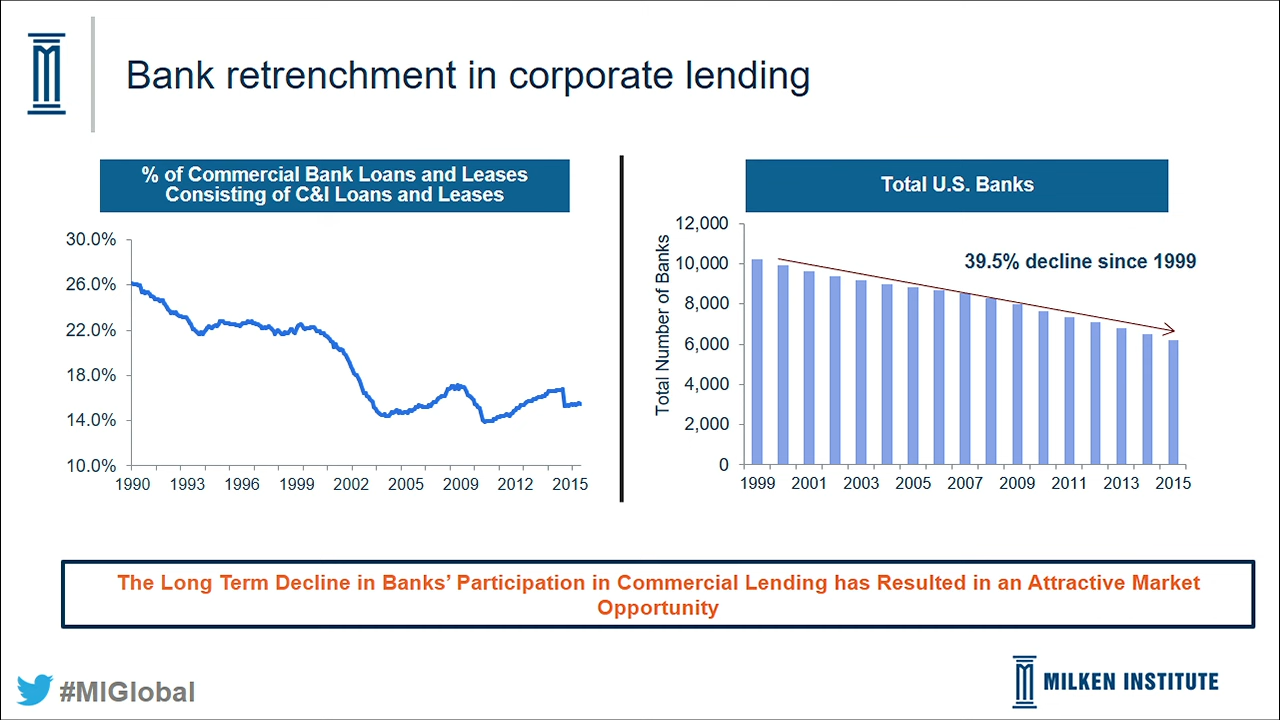 Bank retrenchment in corporate lending
% of Commercial Bank Loans and Leases
Consisting of C&I Loans and Leases
30.0%
26.0%
22.0%
18.0%
14.0%
10.0%
1990 1993 1996 1999 2002 2005 2009 2012 2015
Total U.S. Banks
Total Number of Banks
12,000
10,000
8,000
6,000
4,000
2,000
0
39.5% decline since 1999
1999 2001 2003 2005 2007 2009 2011 2013 2015
The Long Term Decline in Banks’ Participation in Commercial Lending has Resulted in an Attractive Market
Opportunity
#MIGlobal
MILKEN INSTITUTE